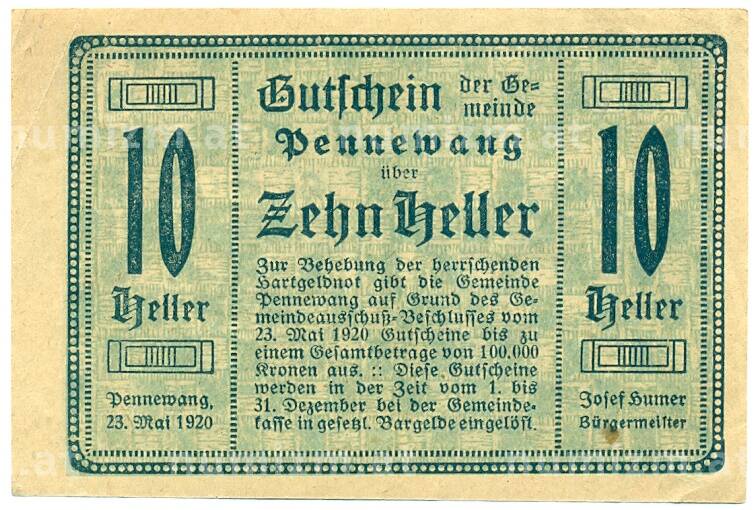 Gutschein der Ge=
meinde
Pennewang
über
Zehn Heller
10
Heller
Pennewang,
23. Mai 1920
Zur Behebung der herrschenden
Hartgeldnot gibt die Gemeinde
Pennewang auf Grund des Ge=
meindeausschuß=Beschlusses vom
23. Mai 1920 Gutscheine bis zu
einem Gesamtbetrage von 100.000
Kronen aus. :: Diese Gutscheine
werden in der Zeit vom 1. bis
31. Dezember bei der Gemeinde=
kasse in gesetzl. Bargelde eingelöst.
10
Heller
Josef Humer
Bürgermeister
numizm.at